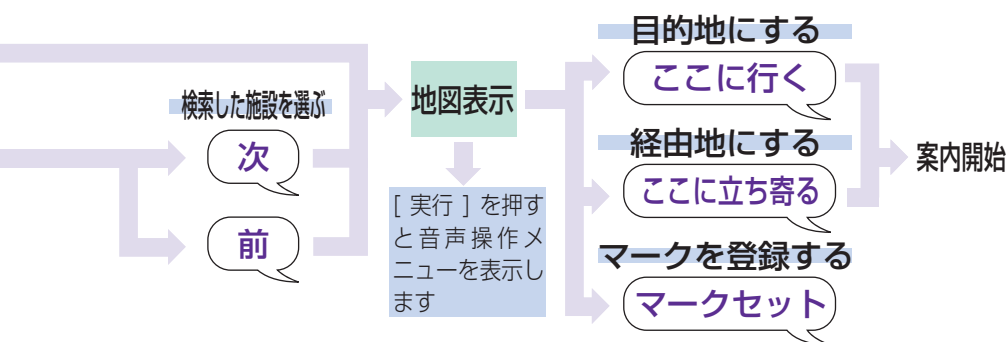 検索した施設を選ぶ
次
前
地図表示
[ 実行 ] を押す
と音声操作メ
ニューを表示し
ます
目的地にする
ここに行く
経由地にする
ここに立ち寄る
マークを登録する
マークセット
案内開始